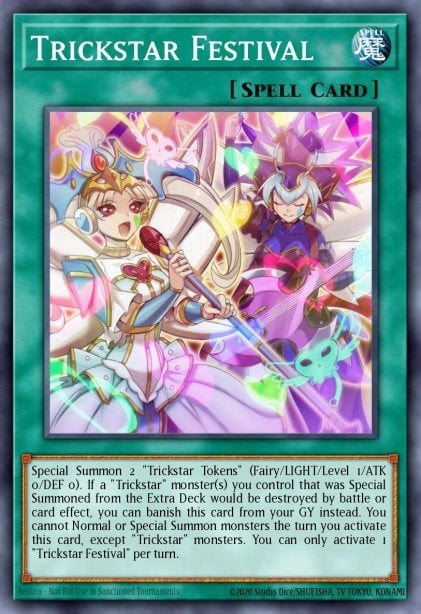 Trickstar Festival
SPELL
魔
[Spell Card]
Special Summon 2 "Trickstar Tokens" (Fairy/LIGHT/Level 1/ATK
0/DEF 0). If a "Trickstar" monster(s) you control that was Special
Summoned from the Extra Deck would be destroyed by battle or
card effect, you can banish this card from your GY instead. You
cannot Normal or Special Summon monsters the turn you activate
this card, except "Trickstar" monsters. You can only activate 1
"Trickstar Festival" per turn.
Replica - Not For Use in Sanctioned Tournaments
©2020 Studio Dice/SHUEISHA, TV TOKYO, KONAMI